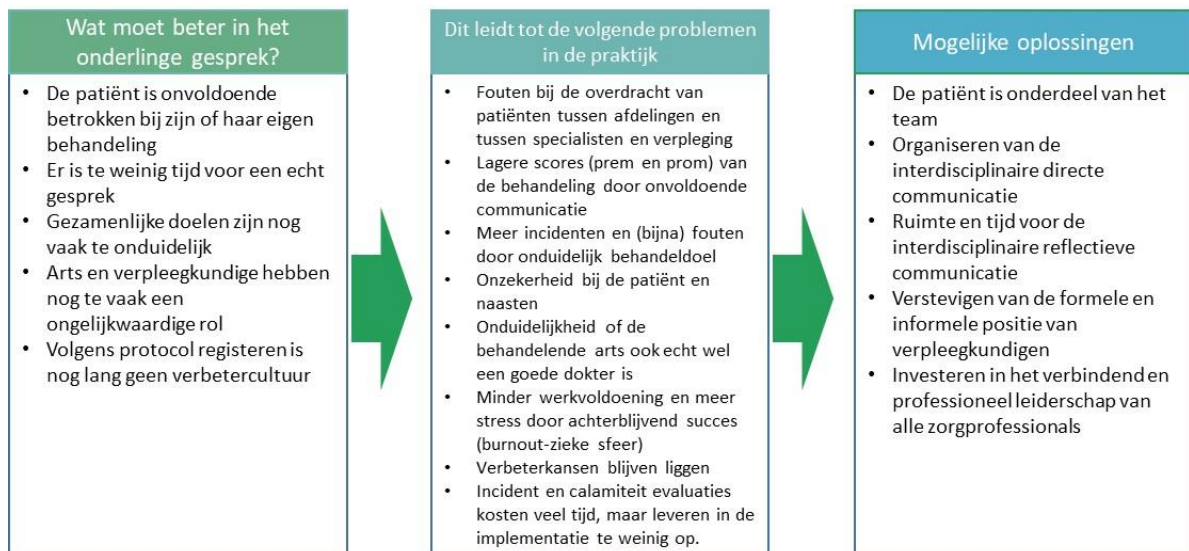 Wat moet beter in het
onderlinge gesprek?
• De patiënt is onvoldoende
betrokken bij zijn of haar eigen
behandeling
• Er is te weinig tijd voor een echt
gesprek
• Gezamenlijke doelen zijn nog
vaak te onduidelijk
• Arts en verpleegkundige hebben
nog te vaak een
ongelijkwaardige rol
• Volgens protocol registeren is
nog lang geen verbetercultuur
Dit leidt tot de volgende problemen
in de praktijk
• Fouten bij de overdracht van
patiënten tussen afdelingen en
tussen specialisten en verpleging
• Lagere scores (prem en prom) van
de behandeling door onvoldoende
communicatie
• Meer incidenten en (bijna) fouten
door onduidelijk behandeldoel
• Onzekerheid bij de patiënt en
naasten
• Onduidelijkheid of de
behandelende arts ook echt wel
een goede dokter is
• Minder werkvoldoening en meer
stress door achterblijvend succes
(burnout-zieke sfeer)
• Verbeterkansen blijven liggen
• Incident en calamiteit evaluaties
kosten veel tijd, maar leveren in de
implementatie te weinig op.
Mogelijke oplossingen
• De patiënt is onderdeel van het
team
• Organiseren van de
interdisciplinaire directe
communicatie
• Ruimte en tijd voor de
interdisciplinaire reflectieve
communicatie
• Verstevigen van de formele en
informele positie van
verpleegkundigen
• Investeren in het verbindend en
professioneel leiderschap van
alle zorgprofessionals